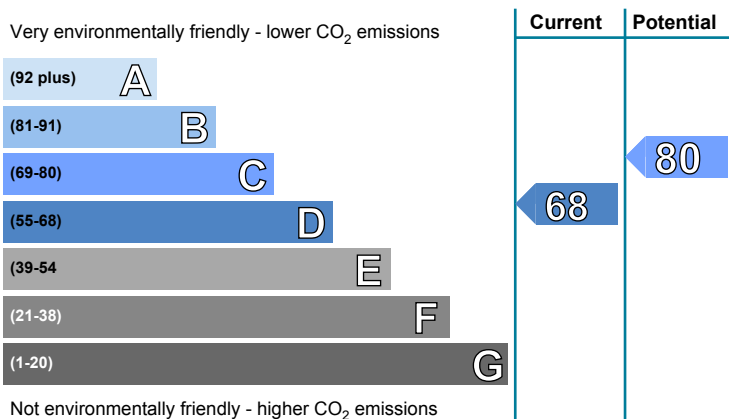 Current Potential
Very environmentally friendly - lower CO₂ emissions
(92 plus) A
(81-91) B
(69-80) C
80
(55-68) D
68
(39-54 E
(21-38) F
(1-20) G
Not environmentally friendly - higher CO₂ emissions